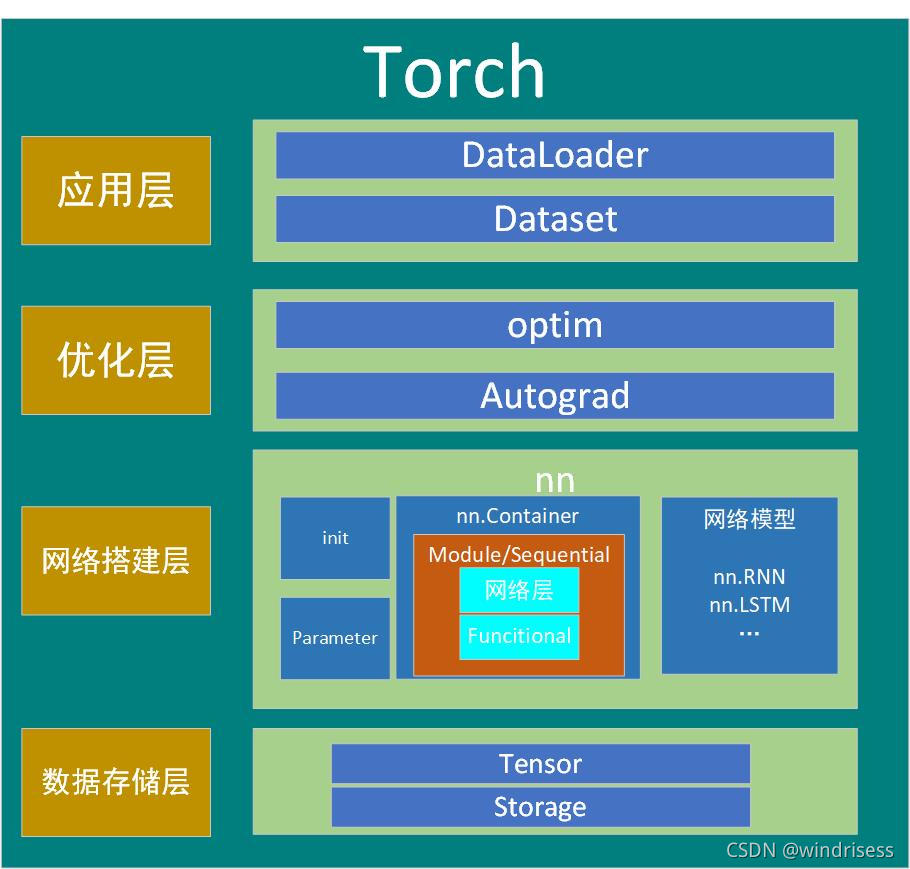 Torch
应用层
DataLoader
Dataset
优化层
optim
Autograd
网络搭建层
nn
init
Parameter
nn.Container
Module/Sequential
网络层
Funcitional
网络模型
nn.RNN
nn.LSTM
...
数据存储层
Tensor
Storage
CSDN @windrisess